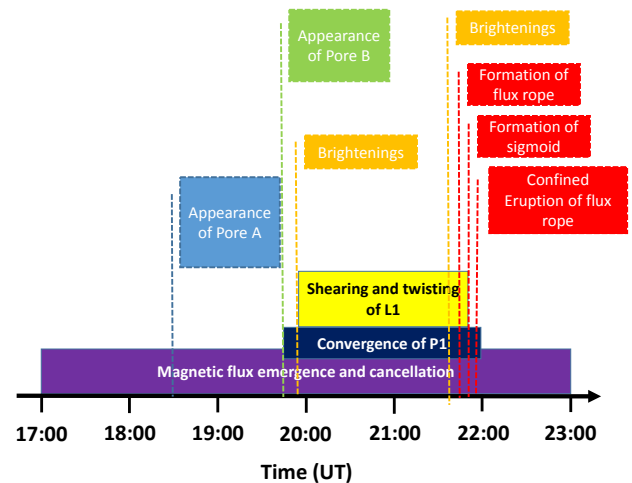 Appearance
of Pore B
Brightenings
Formation of
flux rope
Formation of
sigmoid
Brightenings
Confined
Eruption of flux
rope
Appearance
of Pore A
Shearing and twisting
of L1
Convergence of P1
Magnetic flux emergence and cancellation
17:00 18:00 19:00 20:00 21:00 22:00 23:00
Time (UT)